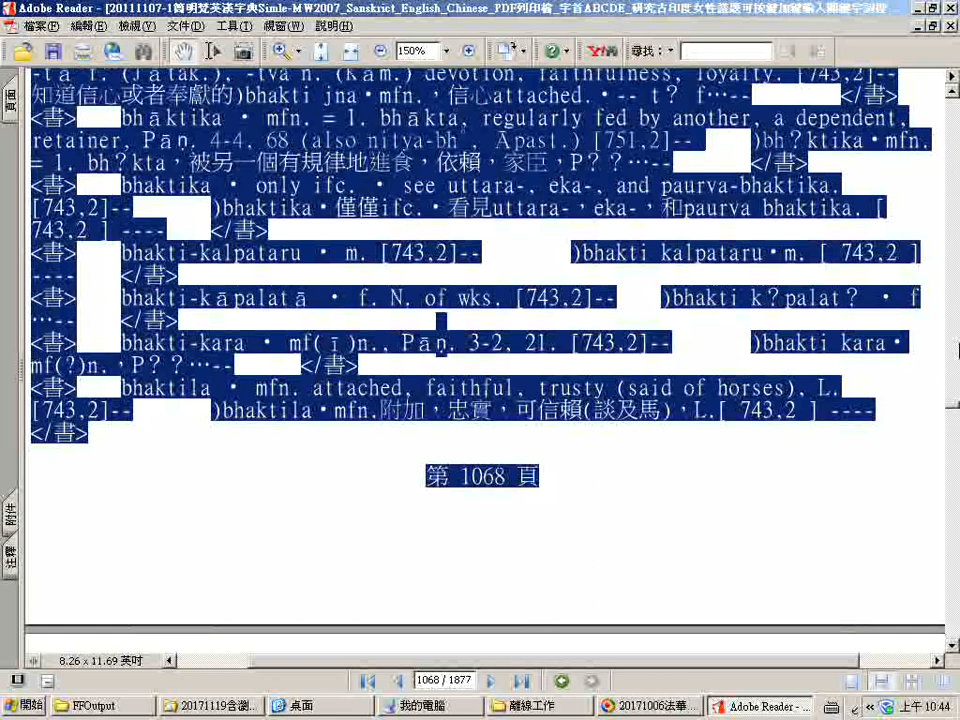 Adobe Reader - [20111107-1簡明梵英漢字典Simle-MW2007_Sanskrit_English_Chinese_PDF列印檔_字首ABCDE_研究古印度女性
檔案(F) 編輯(E) 檢視(V) 文件(D) 工具(T) 視窗(W) 說明(H)
150% Y! 尋找：
頁面
-tā f. (Jātak.), -tva n. (Kām.) devotion, faithfulness, loyalty. [743,2]--
知道信心或者奉獻的)bhakti jna‧mfn.，信心attached.‧-- t? f…-- </書>
<書> bhāktika ‧ mfn. = 1. bhākta, regularly fed by another, a dependent,
retainer, Pāṇ. 4-4, 68 (also nitya-bh° Āpast.) [751,2]-- )bh?ktika‧mfn.
= 1. bh?kta，被另一個有規律地進食，依賴，家臣，P??…-- </書>
<書> bhaktika ‧ only ifc. ‧ see uttara-, eka-, and paurva-bhaktika.
[743,2]-- )bhaktika‧僅僅ifc.‧看見uttara-，eka-，和paurva bhaktika. [
743,2 ] ---- </書>
<書> bhakti-kalpataru ‧ m. [743,2]-- )bhakti kalpataru‧m. [ 743,2 ]
---- </書>
<書> bhakti-kāpalatā ‧ f. N. of wks. [743,2]-- )bhakti k?palat? ‧ f
…-- </書>
<書> bhakti-kara ‧ mf(ī)n., Pāṇ. 3-2, 21. [743,2]-- )bhakti kara‧
mf(?)n.，P??…-- </書>
<書> bhaktila ‧ mfn. attached, faithful, trusty (said of horses), L.
[743,2]-- )bhaktila‧mfn.附加，忠實，可信賴(談及馬)，L.[ 743,2 ] ----
</書>
第 1068 頁
附件
注釋
8.26 x 11.69 英吋
1068 / 1877
開始 FFOutput 20171119含瀏... 桌面 我的電腦 離線工作 20171006法華... Adobe Reader - ... 上午 10:44